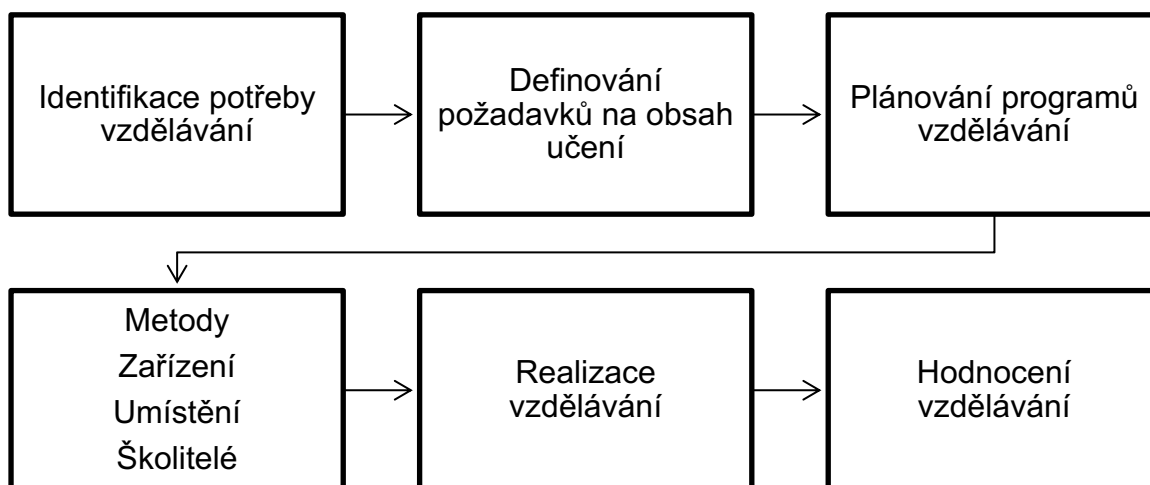 Identifikace potřeby
vzdělávání
Definování
požadavků na obsah
učení
Plánování programů
vzdělávání
Metody
Zařízení
Umístění
Školitelé
Realizace
vzdělávání
Hodnocení
vzdělávání